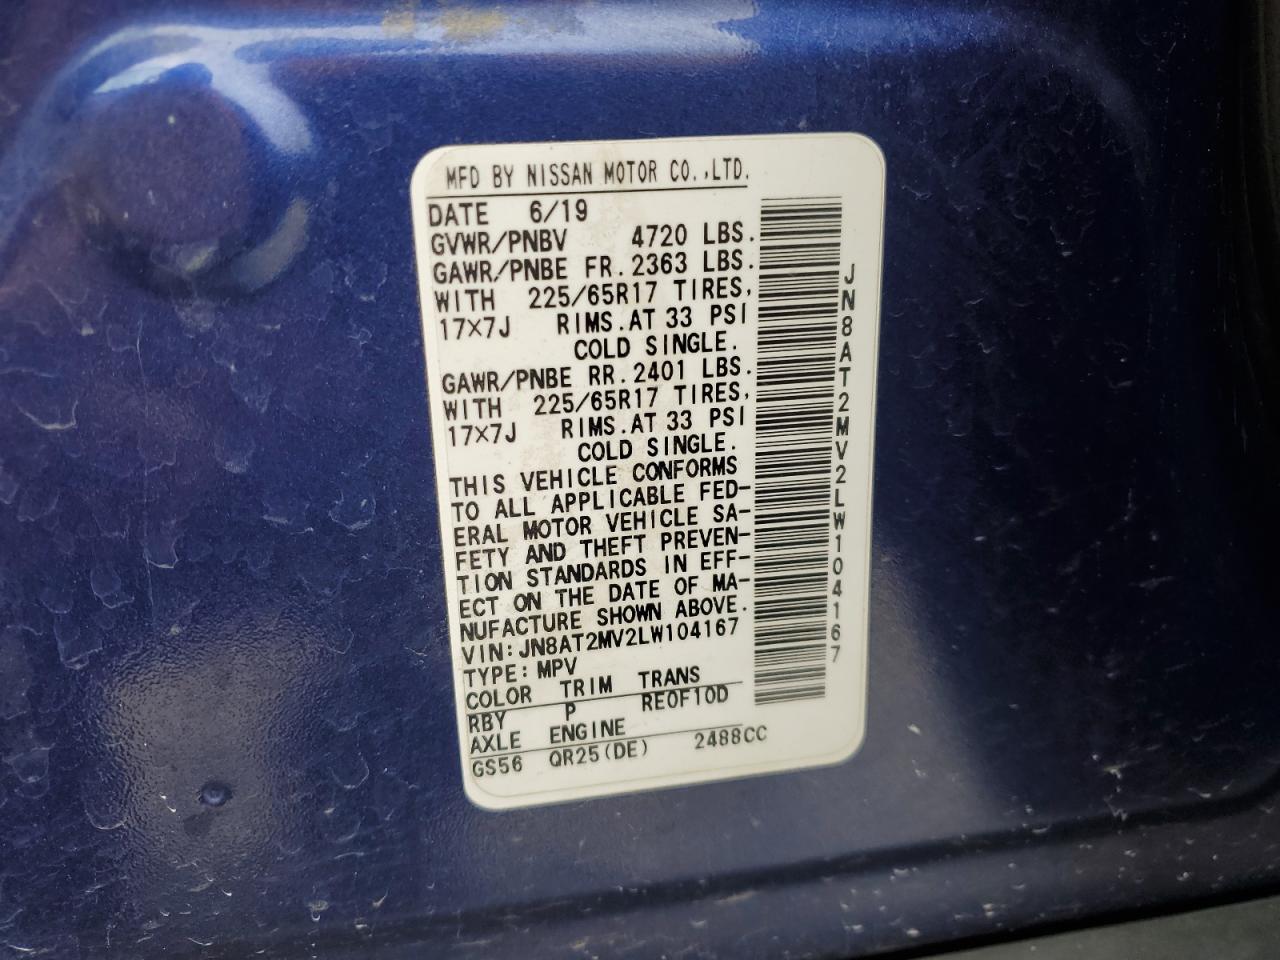 MFD BY NISSAN MOTOR CO.,LTD.
DATE 6/19
GVWR/PNBV 4720 LBS.
GAWR/PNBE FR. 2363 LBS.
WITH 225/65R17 TIRES,
17×7J RIMS.AT 33 PSI
COLD SINGLE.
GAWR/PNBE RR. 2401 LBS.
WITH 225/65R17 TIRES,
17×7J RIMS.AT 33 PSI
COLD SINGLE.
THIS VEHICLE CONFORMS
TO ALL APPLICABLE FED-
ERAL MOTOR VEHICLE SA-
FETY AND THEFT PREVEN-
TION STANDARDS IN EFF-
ECT ON THE DATE OF MA-
NUFACTURE SHOWN ABOVE.
VIN:JN8AT2MV2LW104167
TYPE:MPV
COLOR TRIM TRANS
RBY P RE0F10D
AXLE ENGINE
GS56 QR25(DE) 2488CC
JN8AT2MV2LW104167